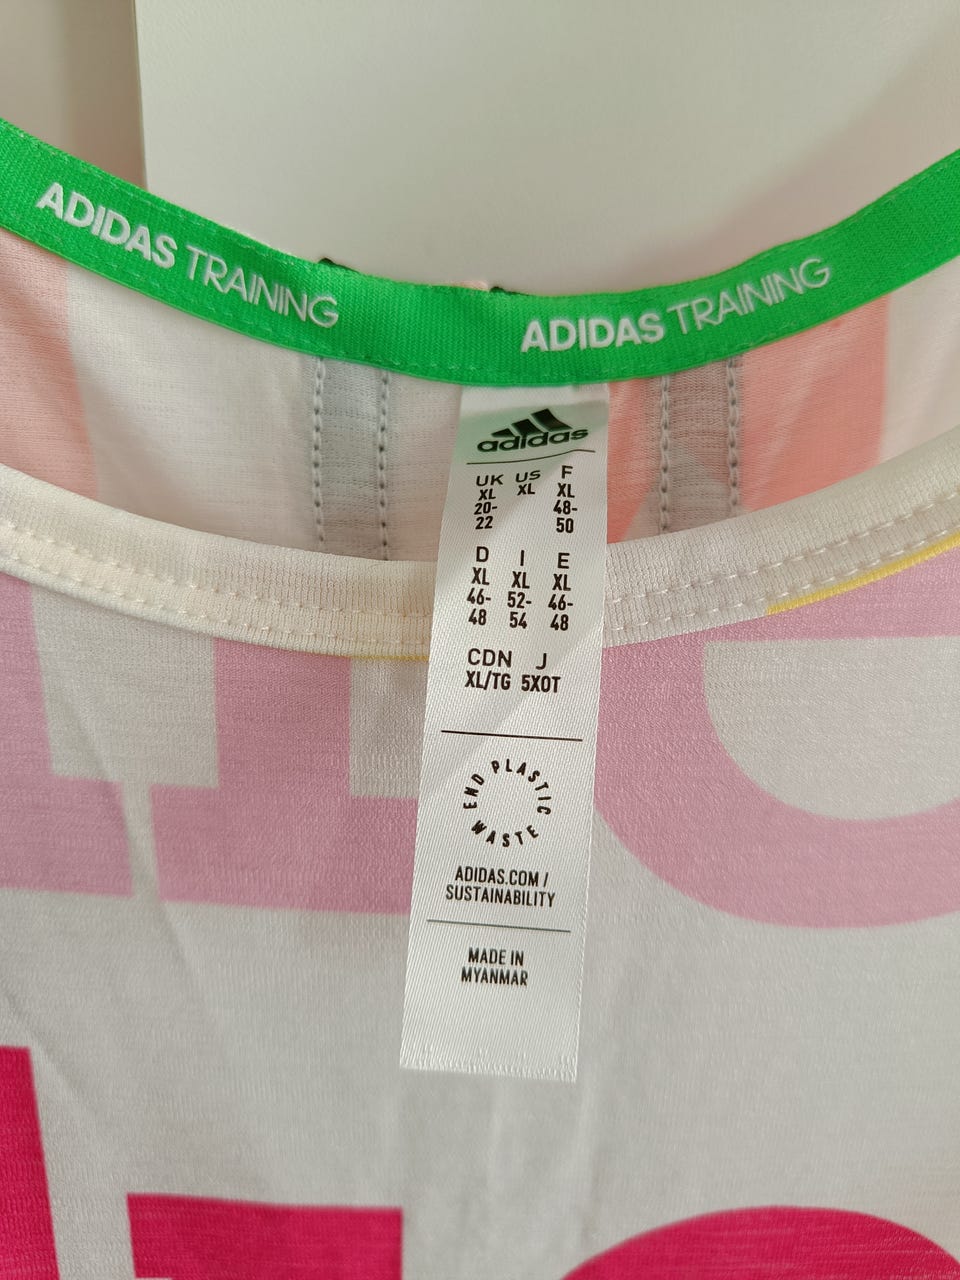 ADIDAS TRAINING
ADIDAS TRAINING
adidas
UK US F
XL XL XL
20- 48-
22 50
D I E
XL XL XL
46- 52- 46-
48 54 48
CDN J
XL/TG 5XOT
END PLASTIC
WASTE
ADIDAS.COM /
SUSTAINABILITY
MADE IN
MYANMAR